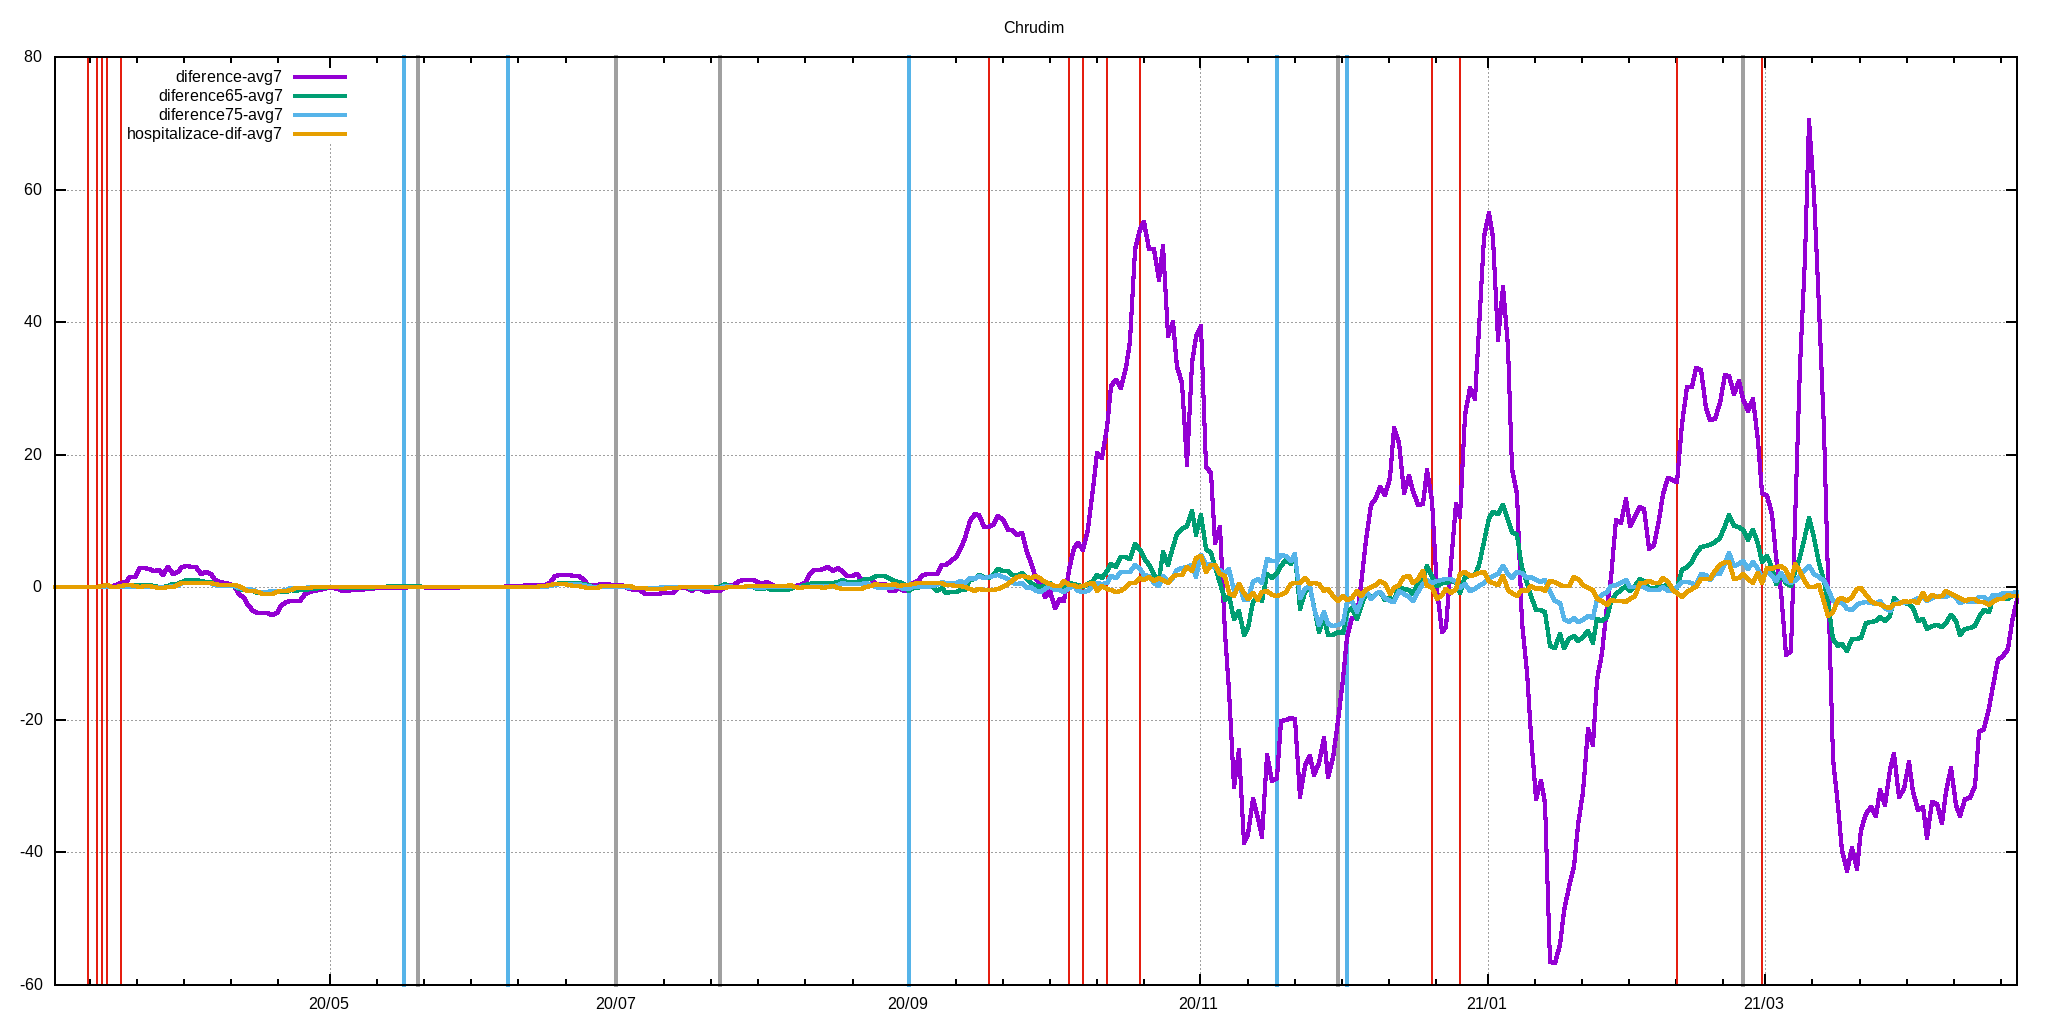 Chrudim
80
60
40
20
0
-20
-40
-60
diference-avg7
diference65-avg7
diference75-avg7
hospitalizace-dif-avg7
20/05 20/07 20/09 20/11 21/01 21/03